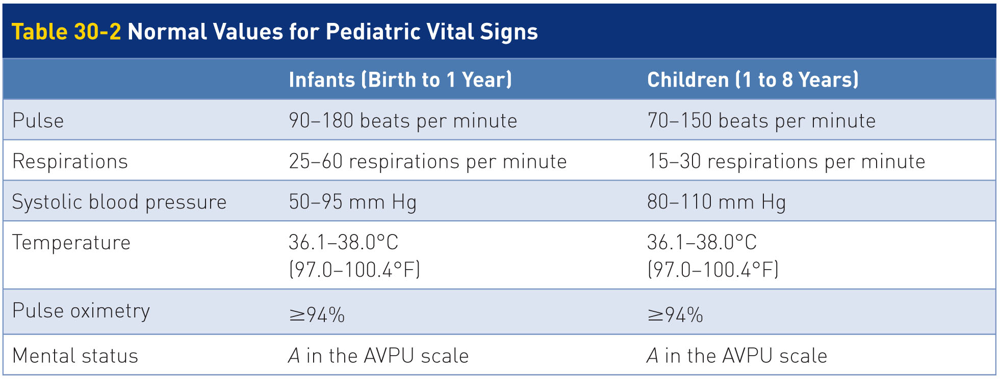 Table 30-2 Normal Values for Pediatric Vital Signs
Infants (Birth to 1 Year) Children (1 to 8 Years)
Pulse 90–180 beats per minute 70–150 beats per minute
Respirations 25–60 respirations per minute 15–30 respirations per minute
Systolic blood pressure 50–95 mm Hg 80–110 mm Hg
Temperature 36.1–38.0°C 36.1–38.0°C
(97.0–100.4°F) (97.0–100.4°F)
Pulse oximetry ≥94% ≥94%
Mental status A in the AVPU scale A in the AVPU scale